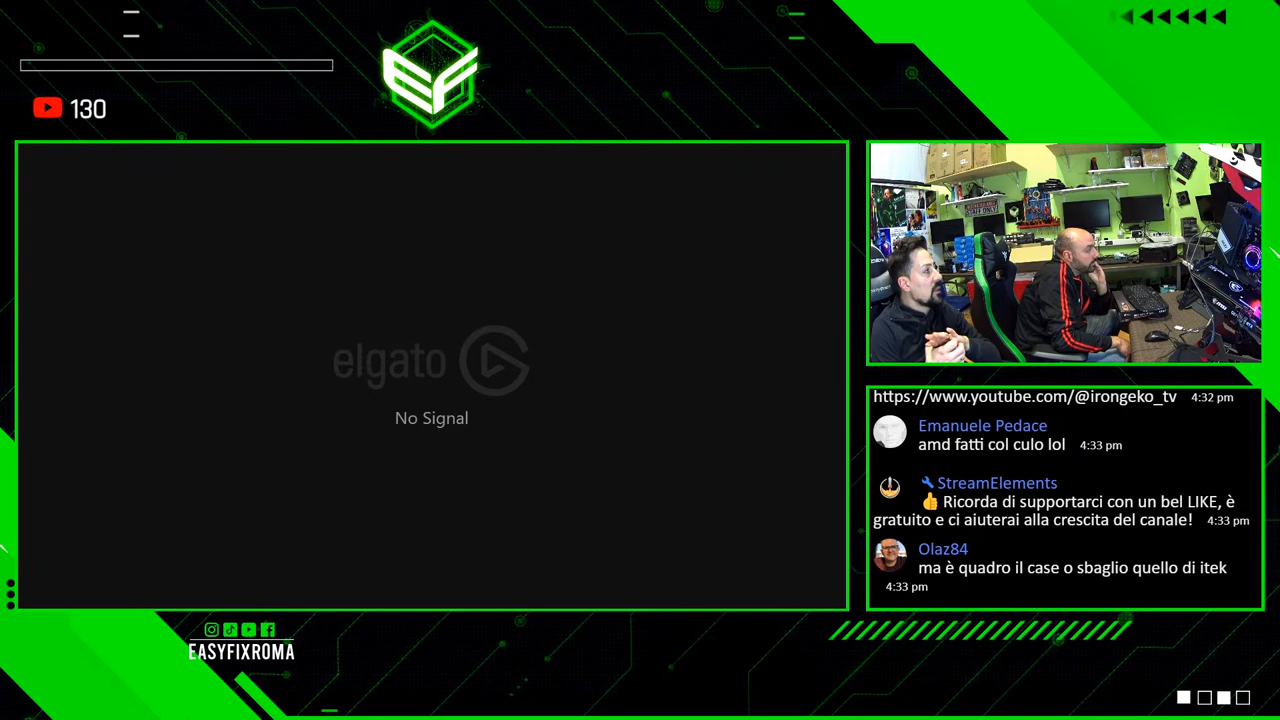 EF
130
elgato
No Signal
https://www.youtube.com/@irongeko_tv 4:32 pm
Emanuele Pedace
amd fatti col culo lol 4:33 pm
StreamElements
👍 Ricorda di supportarci con un bel LIKE, è
gratuito e ci aiuterai alla crescita del canale! 4:33 pm
Olaz84
ma è quadro il case o sbaglio quello di itek
4:33 pm
EASYFIXROMA